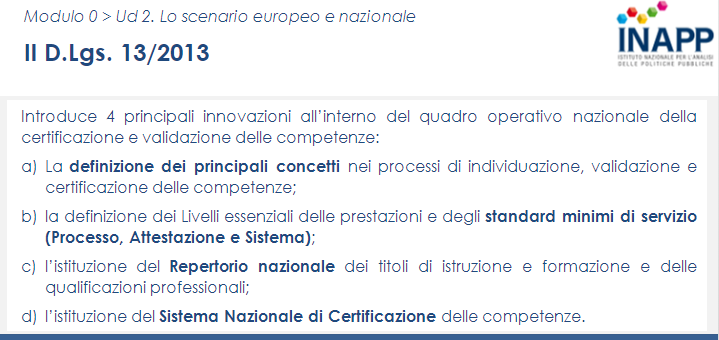 Modulo 0 > Ud 2. Lo scenario europeo e nazionale
Il D.Lgs. 13/2013
INAPP
ISTITUTO NAZIONALE PER L'ANALISI
DELLE POLITICHE PUBBLICHE
Introduce 4 principali innovazioni all'interno del quadro operativo nazionale della
certificazione e validazione delle competenze:
a) La definizione dei principali concetti nei processi di individuazione, validazione e
certificazione delle competenze;
b) la definizione dei Livelli essenziali delle prestazioni e degli standard minimi di servizio
(Processo, Attestazione e Sistema);
c) l'istituzione del Repertorio nazionale dei titoli di istruzione e formazione e delle
qualificazioni professionali;
d) l'istituzione del Sistema Nazionale di Certificazione delle competenze.